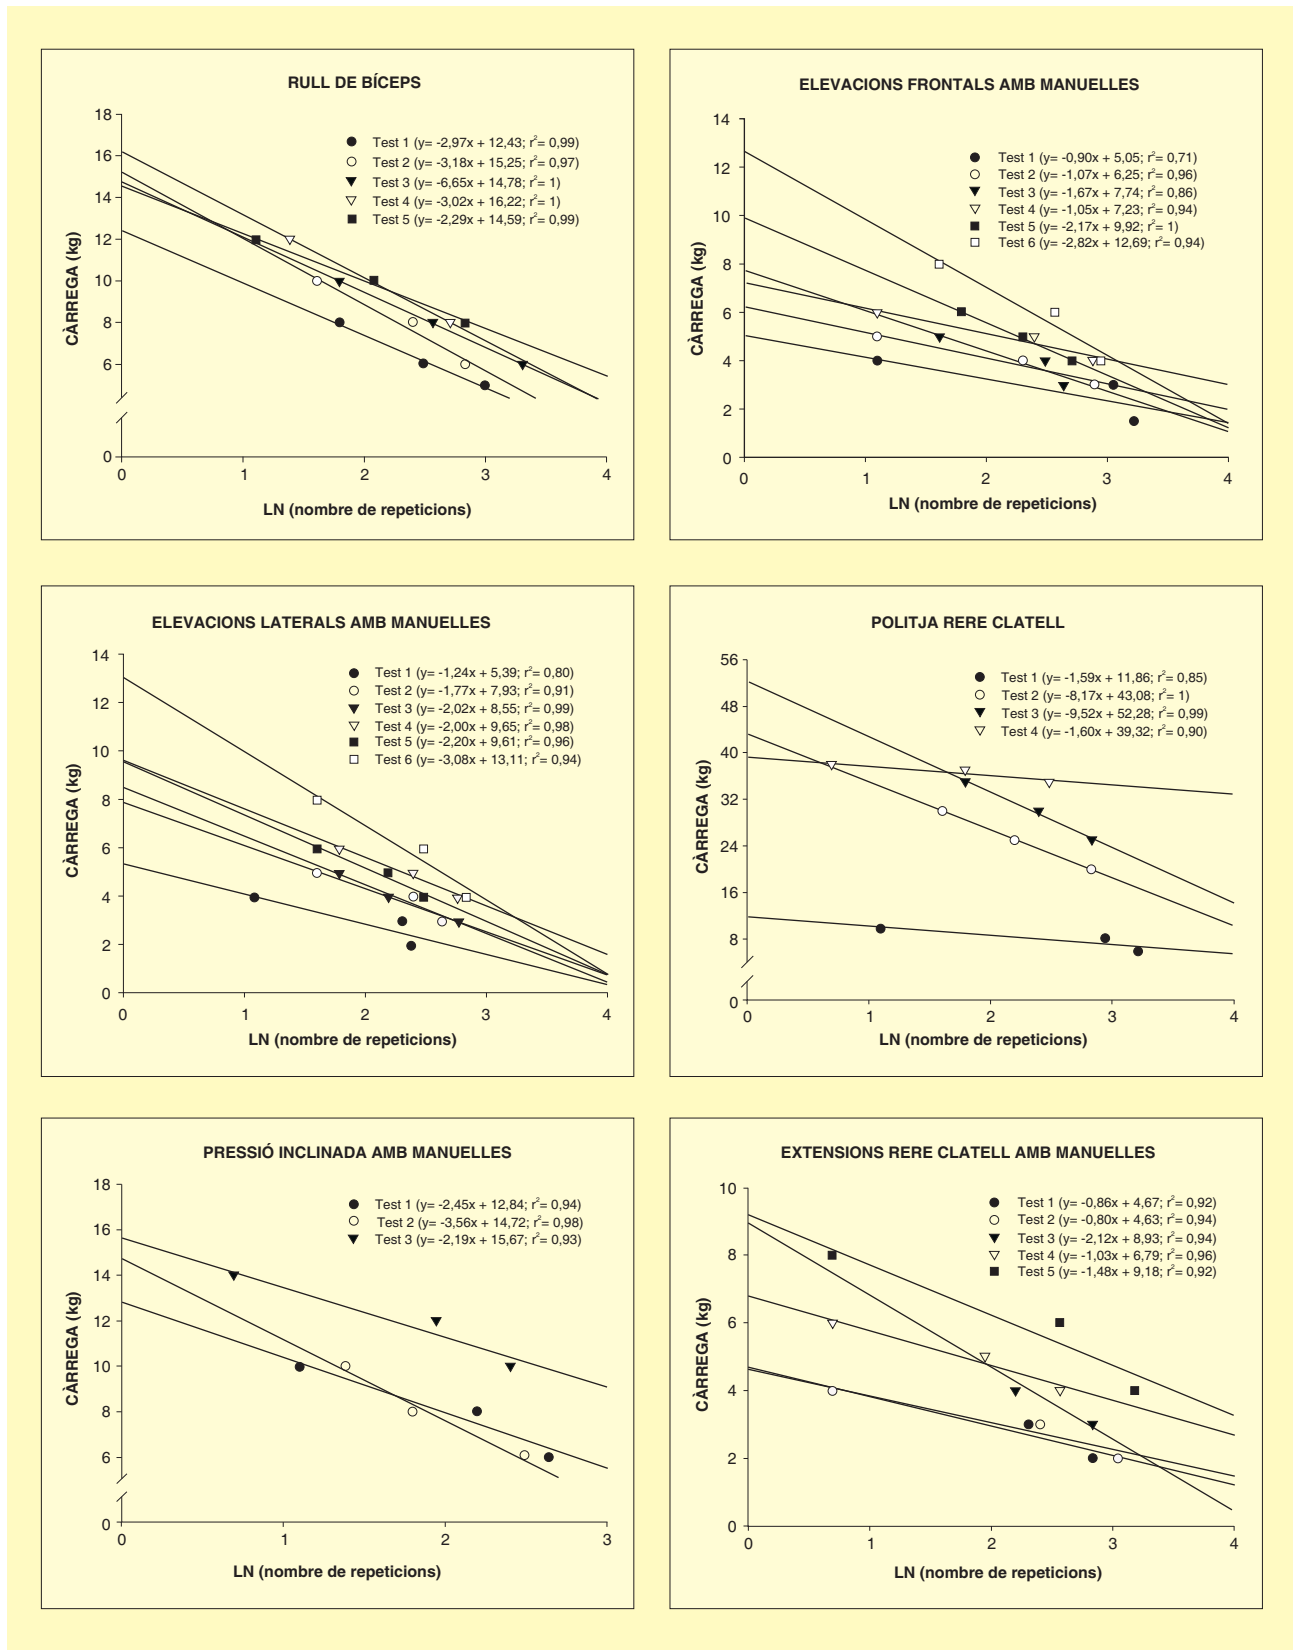 RULL DE BÍCEPS
18
16
14
12
10
8
6
0
CÀRREGA (kg)
Test 1 (y= -2,97x + 12,43; r²= 0,99)
Test 2 (y= -3,18x + 15,25; r²= 0,97)
Test 3 (y= -6,65x + 14,78; r²= 1)
Test 4 (y= -3,02x + 16,22; r²= 1)
Test 5 (y= -2,29x + 14,59; r²= 0,99)
0 1 2 3 4
LN (nombre de repeticions)
ELEVACIONS FRONTALS AMB MANUELLES
14
12
10
8
6
4
2
0
CÀRREGA (kg)
Test 1 (y= -0,90x + 5,05; r²= 0,71)
Test 2 (y= -1,07x + 6,25; r²= 0,96)
Test 3 (y= -1,67x + 7,74; r²= 0,86)
Test 4 (y= -1,05x + 7,23; r²= 0,94)
Test 5 (y= -2,17x + 9,92; r²= 1)
Test 6 (y= -2,82x + 12,69; r²= 0,94)
0 1 2 3 4
LN (nombre de repeticions)
ELEVACIONS LATERALS AMB MANUELLES
14
12
10
8
6
4
2
0
CÀRREGA (kg)
Test 1 (y= -1,24x + 5,39; r²= 0,80)
Test 2 (y= -1,77x + 7,93; r²= 0,91)
Test 3 (y= -2,02x + 8,55; r²= 0,99)
Test 4 (y= -2,00x + 9,65; r²= 0,98)
Test 5 (y= -2,20x + 9,61; r²= 0,96)
Test 6 (y= -3,08x + 13,11; r²= 0,94)
0 1 2 3 4
LN (nombre de repeticions)
POLITJA RERE CLATELL
56
48
40
32
24
16
8
0
CÀRREGA (kg)
Test 1 (y= -1,59x + 11,86; r²= 0,85)
Test 2 (y= -8,17x + 43,08; r²= 1)
Test 3 (y= -9,52x + 52,28; r²= 0,99)
Test 4 (y= -1,60x + 39,32; r²= 0,90)
0 1 2 3 4
LN (nombre de repeticions)
PRESSIÓ INCLINADA AMB MANUELLES
18
16
14
12
10
8
6
0
CÀRREGA (kg)
Test 1 (y= -2,45x + 12,84; r²= 0,94)
Test 2 (y= -3,56x + 14,72; r²= 0,98)
Test 3 (y= -2,19x + 15,67; r²= 0,93)
0 1 2 3
LN (nombre de repeticions)
EXTENSIONS RERE CLATELL AMB MANUELLES
10
8
6
4
2
0
CÀRREGA (kg)
Test 1 (y= -0,86x + 4,67; r²= 0,92)
Test 2 (y= -0,80x + 4,63; r²= 0,94)
Test 3 (y= -2,12x + 8,93; r²= 0,94)
Test 4 (y= -1,03x + 6,79; r²= 0,96)
Test 5 (y= -1,48x + 9,18; r²= 0,92)
0 1 2 3 4
LN (nombre de repeticions)